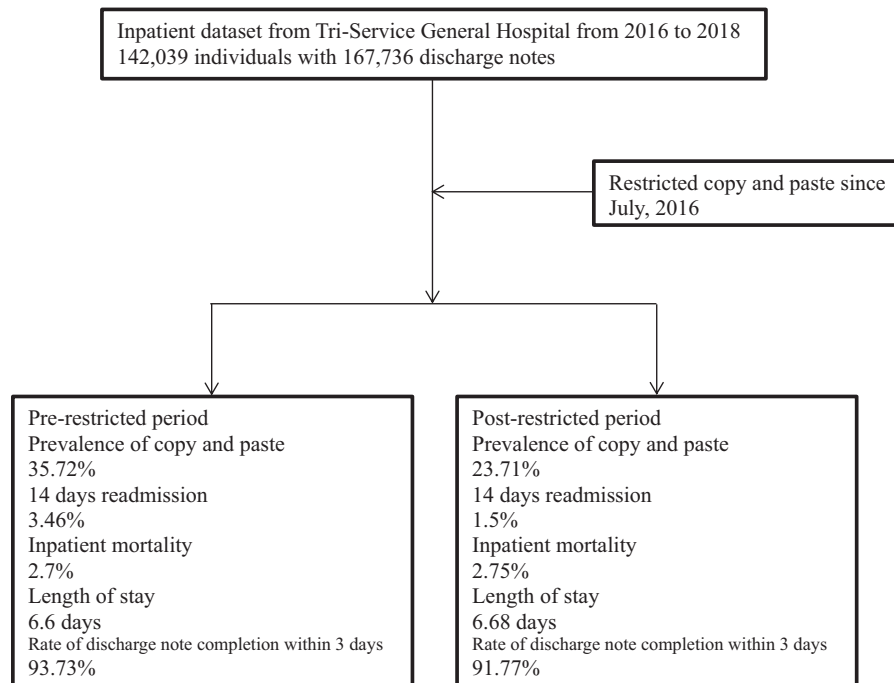 Inpatient dataset from Tri-Service General Hospital from 2016 to 2018
142,039 individuals with 167,736 discharge notes
Restricted copy and paste since
July, 2016
Pre-restricted period
Prevalence of copy and paste
35.72%
14 days readmission
3.46%
Inpatient mortality
2.7%
Length of stay
6.6 days
Rate of discharge note completion within 3 days
93.73%
Post-restricted period
Prevalence of copy and paste
23.71%
14 days readmission
1.5%
Inpatient mortality
2.75%
Length of stay
6.68 days
Rate of discharge note completion within 3 days
91.77%